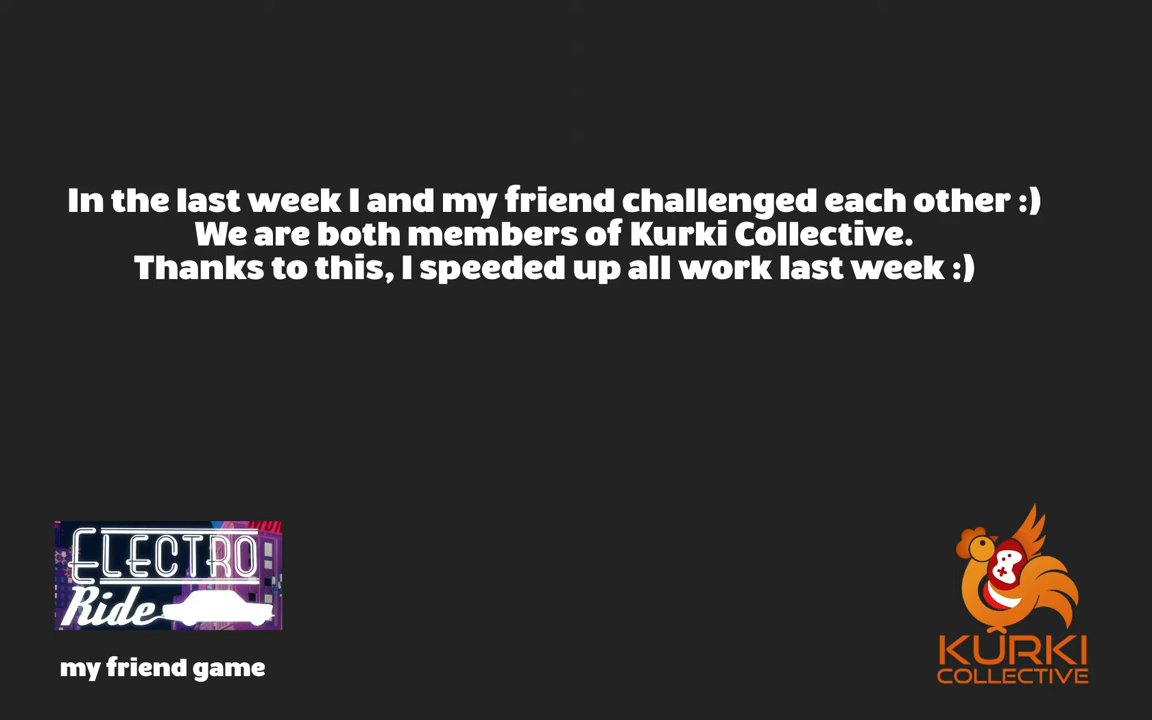 In the last week I and my friend challenged each other :)
We are both members of Kurki Collective.
Thanks to this, I speeded up all work last week :)
ELECTRO
Ride
my friend game
KURKI
COLLECTIVE